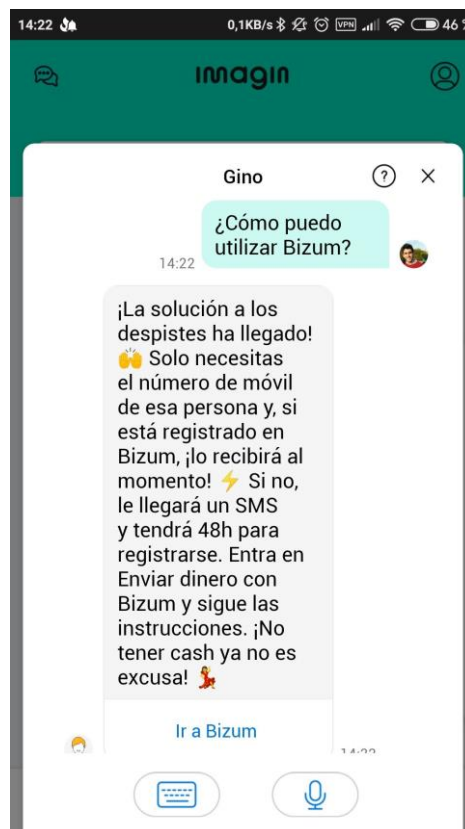 14:22
0,1KB/s
VPN
46
imagin
Gino
¿Cómo puedo
utilizar Bizum?
14:22
¡La solución a los
despistes ha llegado!
🙌 Solo necesitas
el número de móvil
de esa persona y, si
está registrado en
Bizum, ¡lo recibirá al
momento! ⚡ Si no,
le llegará un SMS
y tendrá 48h para
registrarse. Entra en
Enviar dinero con
Bizum y sigue las
instrucciones. ¡No
tener cash ya no es
excusa! 💃
Ir a Bizum